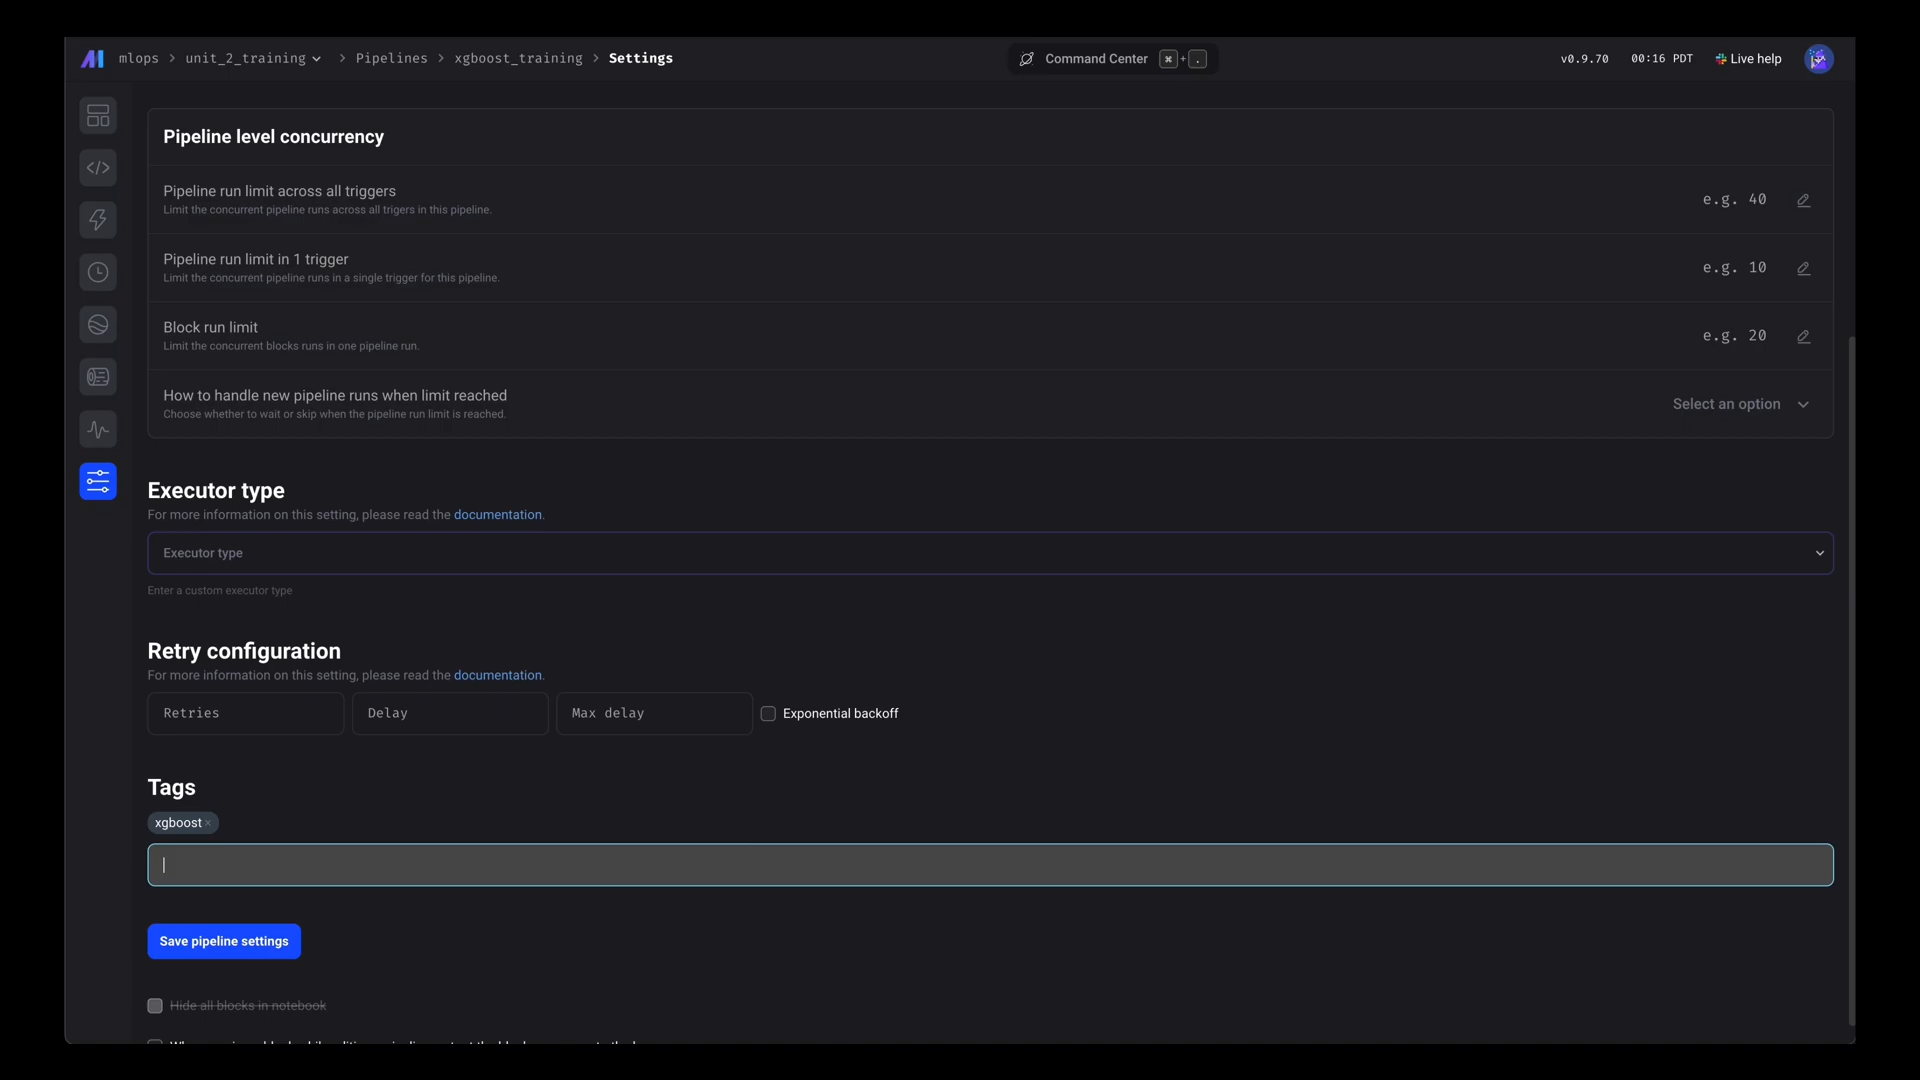 mlops > unit_2_training > Pipelines > xgboost_training > Settings
Command Center ⌘ + .
v0.9.70 00:16 PDT Live help
Pipeline level concurrency
Pipeline run limit across all triggers
Limit the concurrent pipeline runs across all trigers in this pipeline.
e.g. 40
Pipeline run limit in 1 trigger
Limit the concurrent pipeline runs in a single trigger for this pipeline.
e.g. 10
Block run limit
Limit the concurrent blocks runs in one pipeline run.
e.g. 20
How to handle new pipeline runs when limit reached
Choose whether to wait or skip when the pipeline run limit is reached.
Select an option
Executor type
For more information on this setting, please read the documentation.
Executor type
Enter a custom executor type
Retry configuration
For more information on this setting, please read the documentation.
Retries Delay Max delay Exponential backoff
Tags
xgboost ×
Save pipeline settings
Hide all blocks in notebook